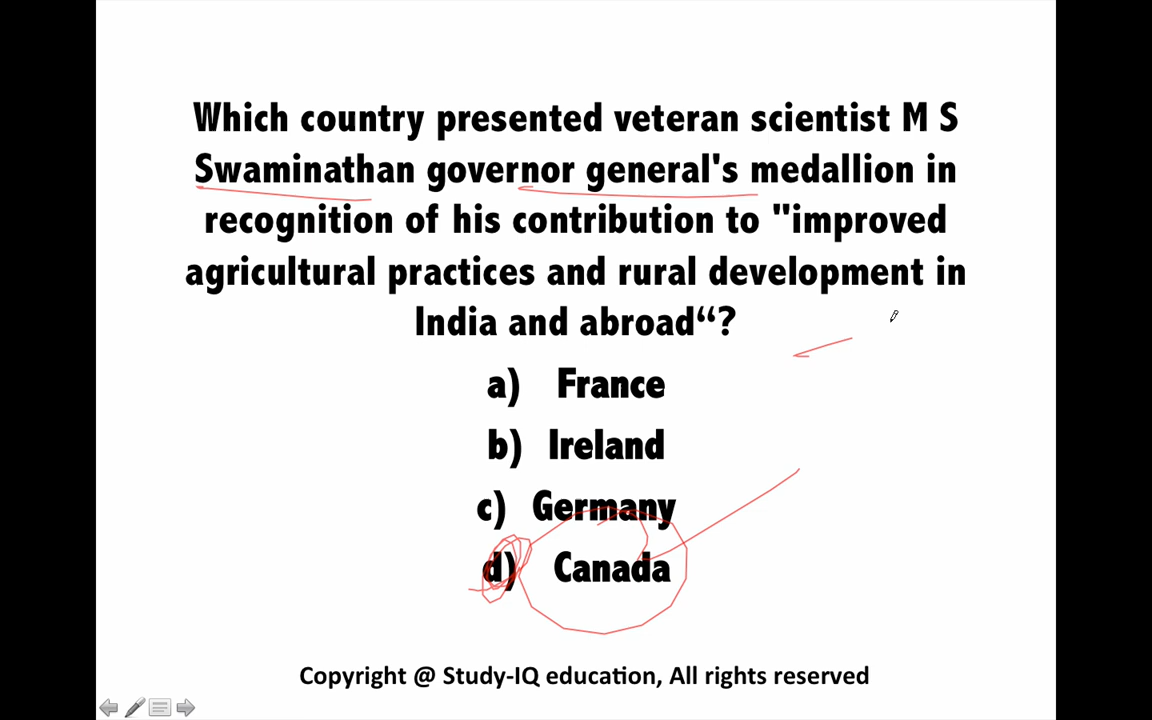 Which country presented veteran scientist M S
Swaminathan governor general's medallion in
recognition of his contribution to "improved
agricultural practices and rural development in
India and abroad“?
a) France
b) Ireland
c) Germany
d) Canada
Copyright @ Study-IQ education, All rights reserved